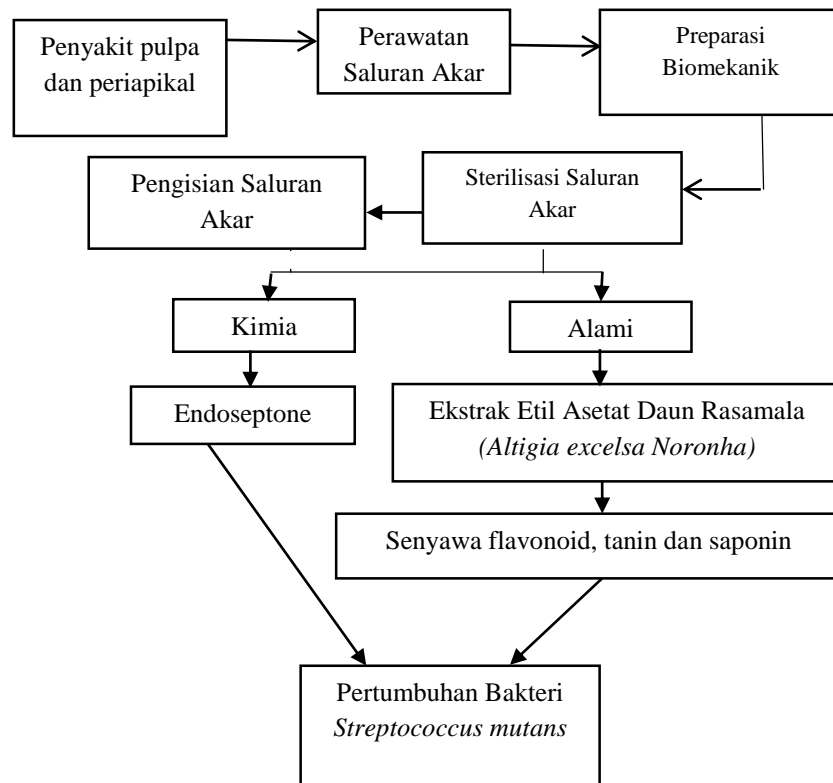 Penyakit pulpa
dan periapikal
Perawatan
Saluran Akar
Preparasi
Biomekanik
Pengisian Saluran
Akar
Sterilisasi Saluran
Akar
Kimia
Alami
Endoseptone
Ekstrak Etil Asetat Daun Rasamala
(Altigia excelsa Noronha)
Senyawa flavonoid, tanin dan saponin
Pertumbuhan Bakteri
Streptococcus mutans